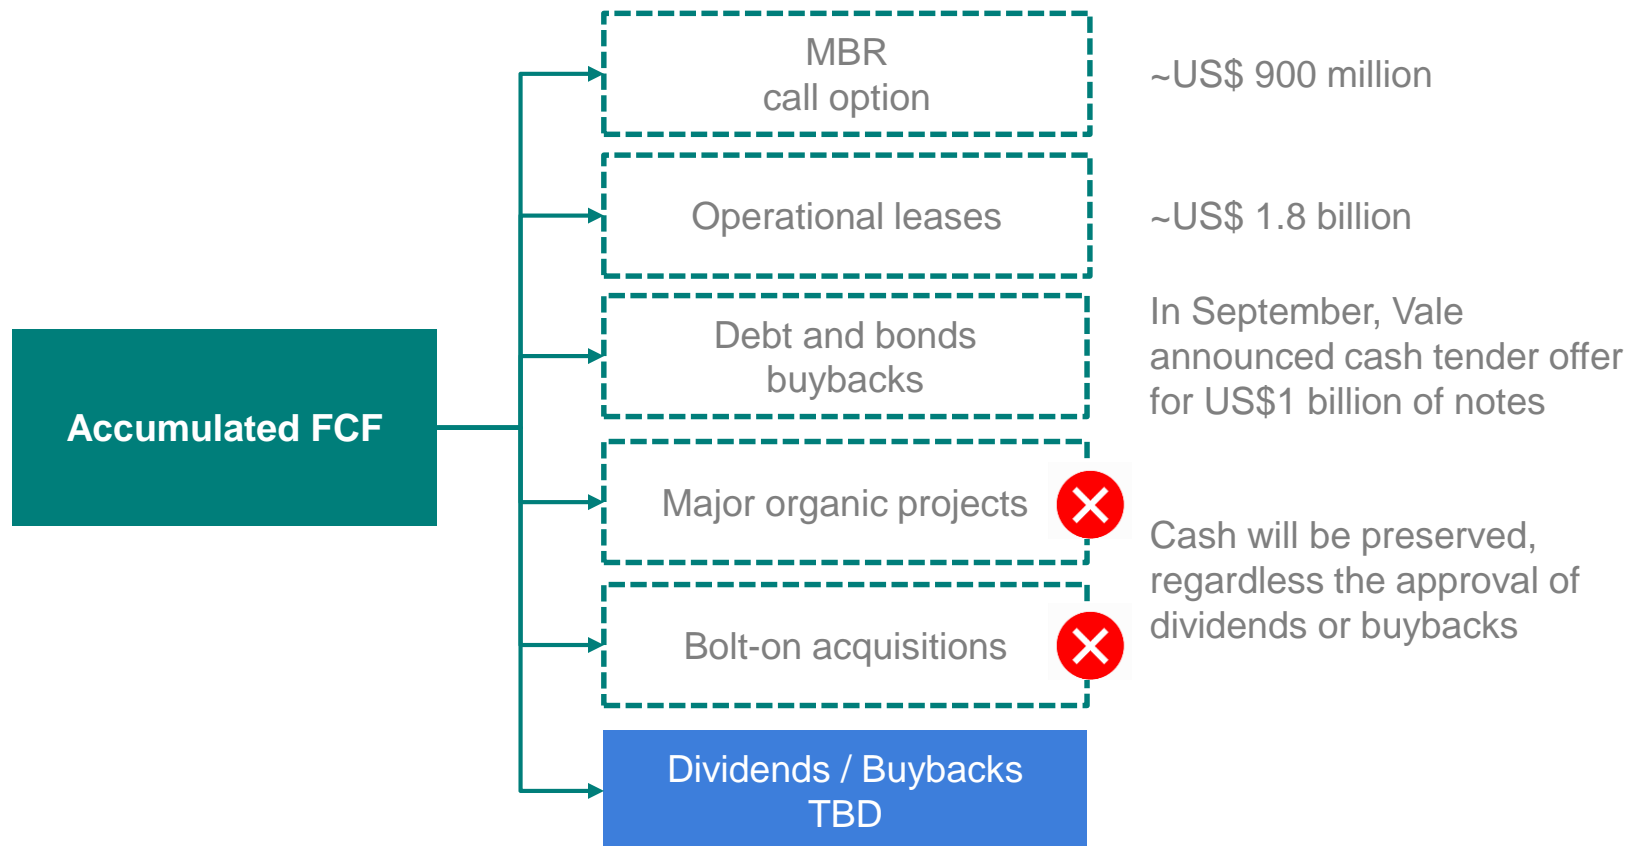 MBR
call option
~US$ 900 million
Operational leases
~US$ 1.8 billion
Debt and bonds
buybacks
In September, Vale
announced cash tender offer
for US$1 billion of notes
Accumulated FCF
Major organic projects
Cash will be preserved,
regardless the approval of
dividends or buybacks
Bolt-on acquisitions
Dividends / Buybacks
TBD